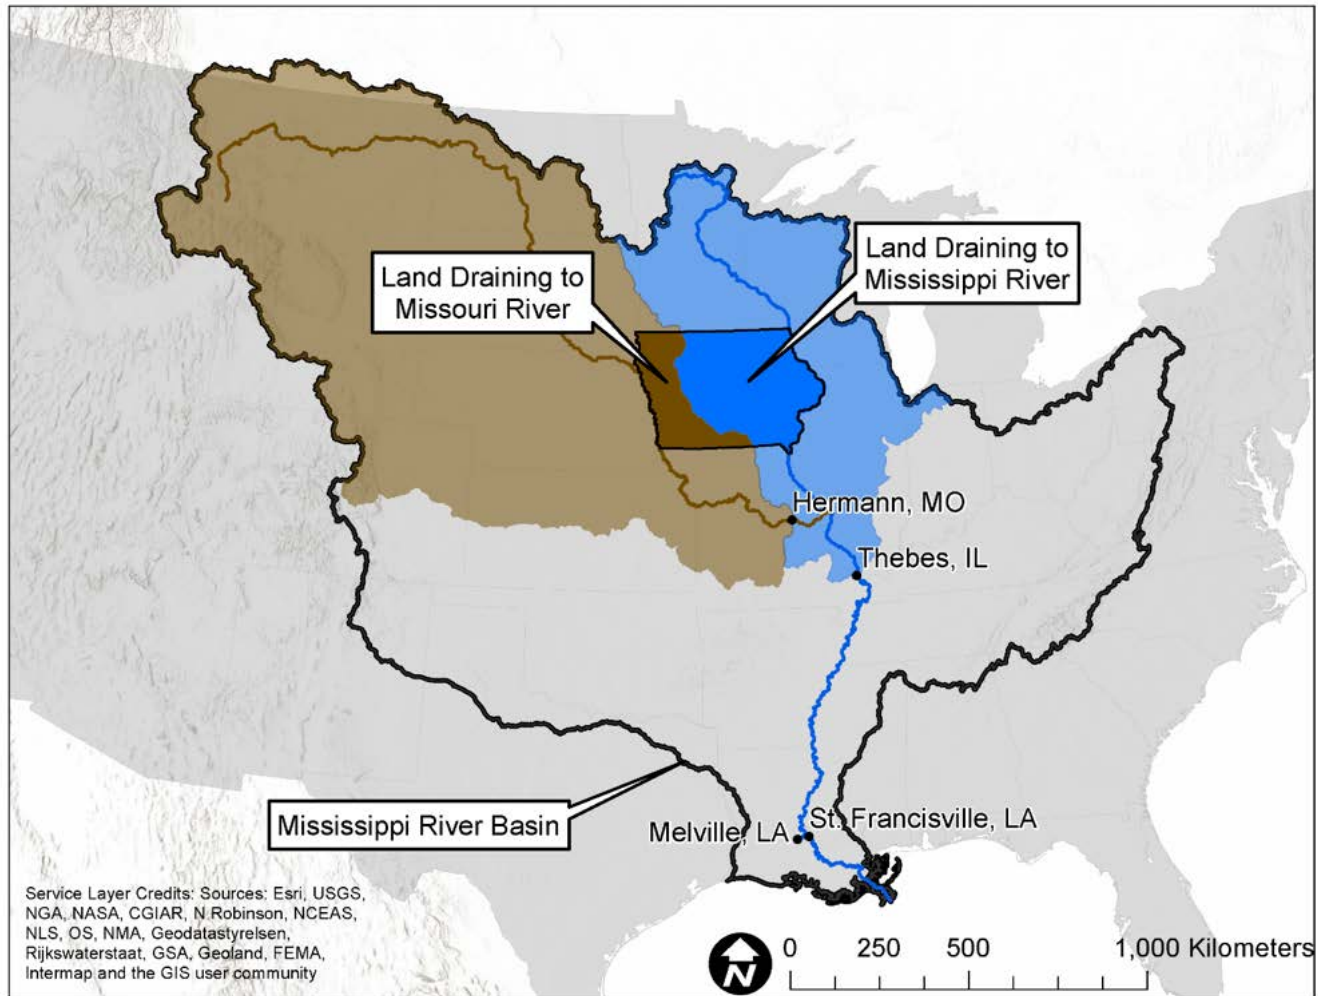 Land Draining to
Missouri River
Land Draining to
Mississippi River
Hermann, MO
Thebes, IL
Mississippi River Basin
Melville, LA
St. Francisville, LA
Service Layer Credits: Sources: Esri, USGS,
NGA, NASA, CGIAR, N Robinson, NCEAS,
NLS, OS, NMA, Geodatastyrelsen,
Rijkswaterstaat, GSA, Geoland, FEMA,
Intermap and the GIS user community
N
0 250 500 1,000 Kilometers